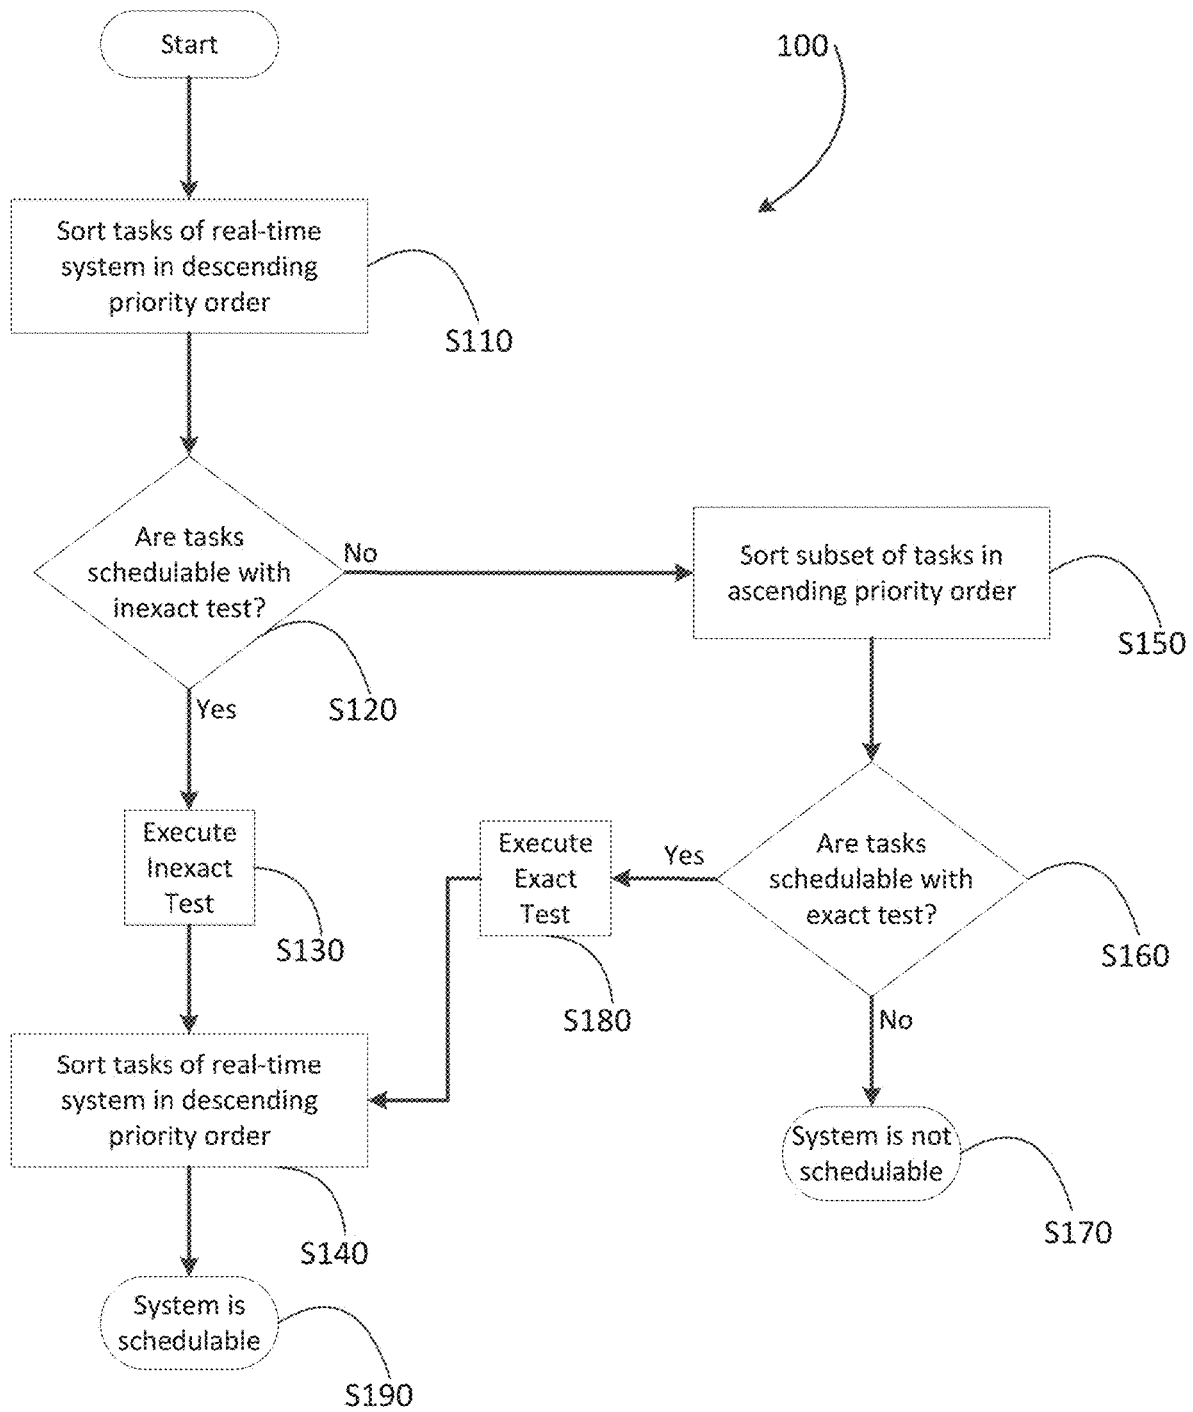 Start
100
Sort tasks of real-time
system in descending
priority order
S110
Are tasks
schedulable with
inexact test?
No
Sort subset of tasks in
ascending priority order
S150
S120
Yes
Execute
Inexact
Test
S130
Execute
Exact
Test
S180
Yes
Are tasks
schedulable with
exact test?
S160
No
Sort tasks of real-time
system in descending
priority order
S140
System is not
schedulable
S170
System is
schedulable
S190